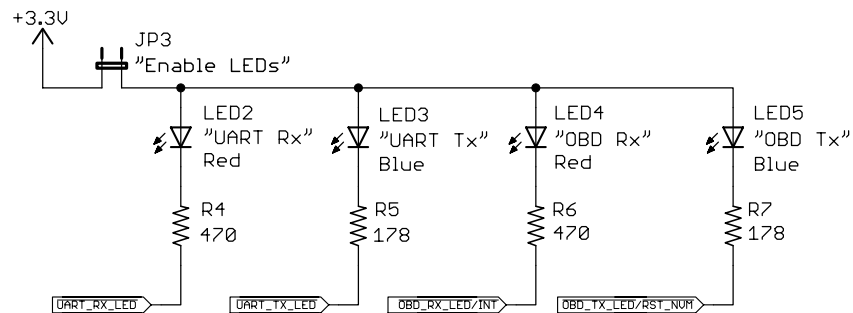 +3.3V
JP3
"Enable LEDs"
LED2
"UART Rx"
Red
LED3
"UART Tx"
Blue
LED4
"OBD Rx"
Red
LED5
"OBD Tx"
Blue
R4
470
R5
178
R6
470
R7
178
UART_RX_LED
UART_TX_LED
OBD_RX_LED/INT
OBD_TX_LED/RST_NVM